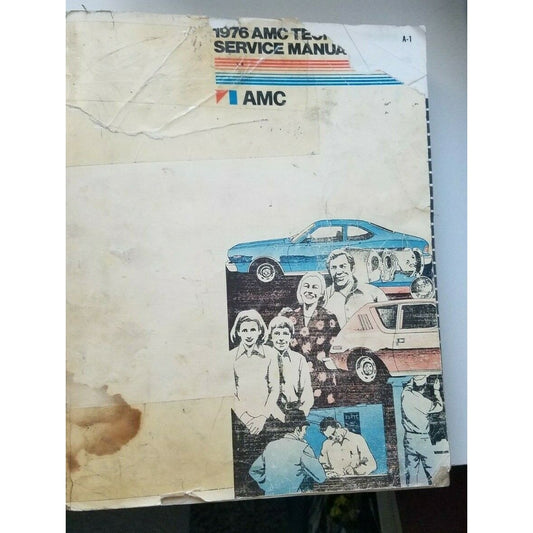 1976 AMC TECH
SERVICE MANUA
A-1
AMC